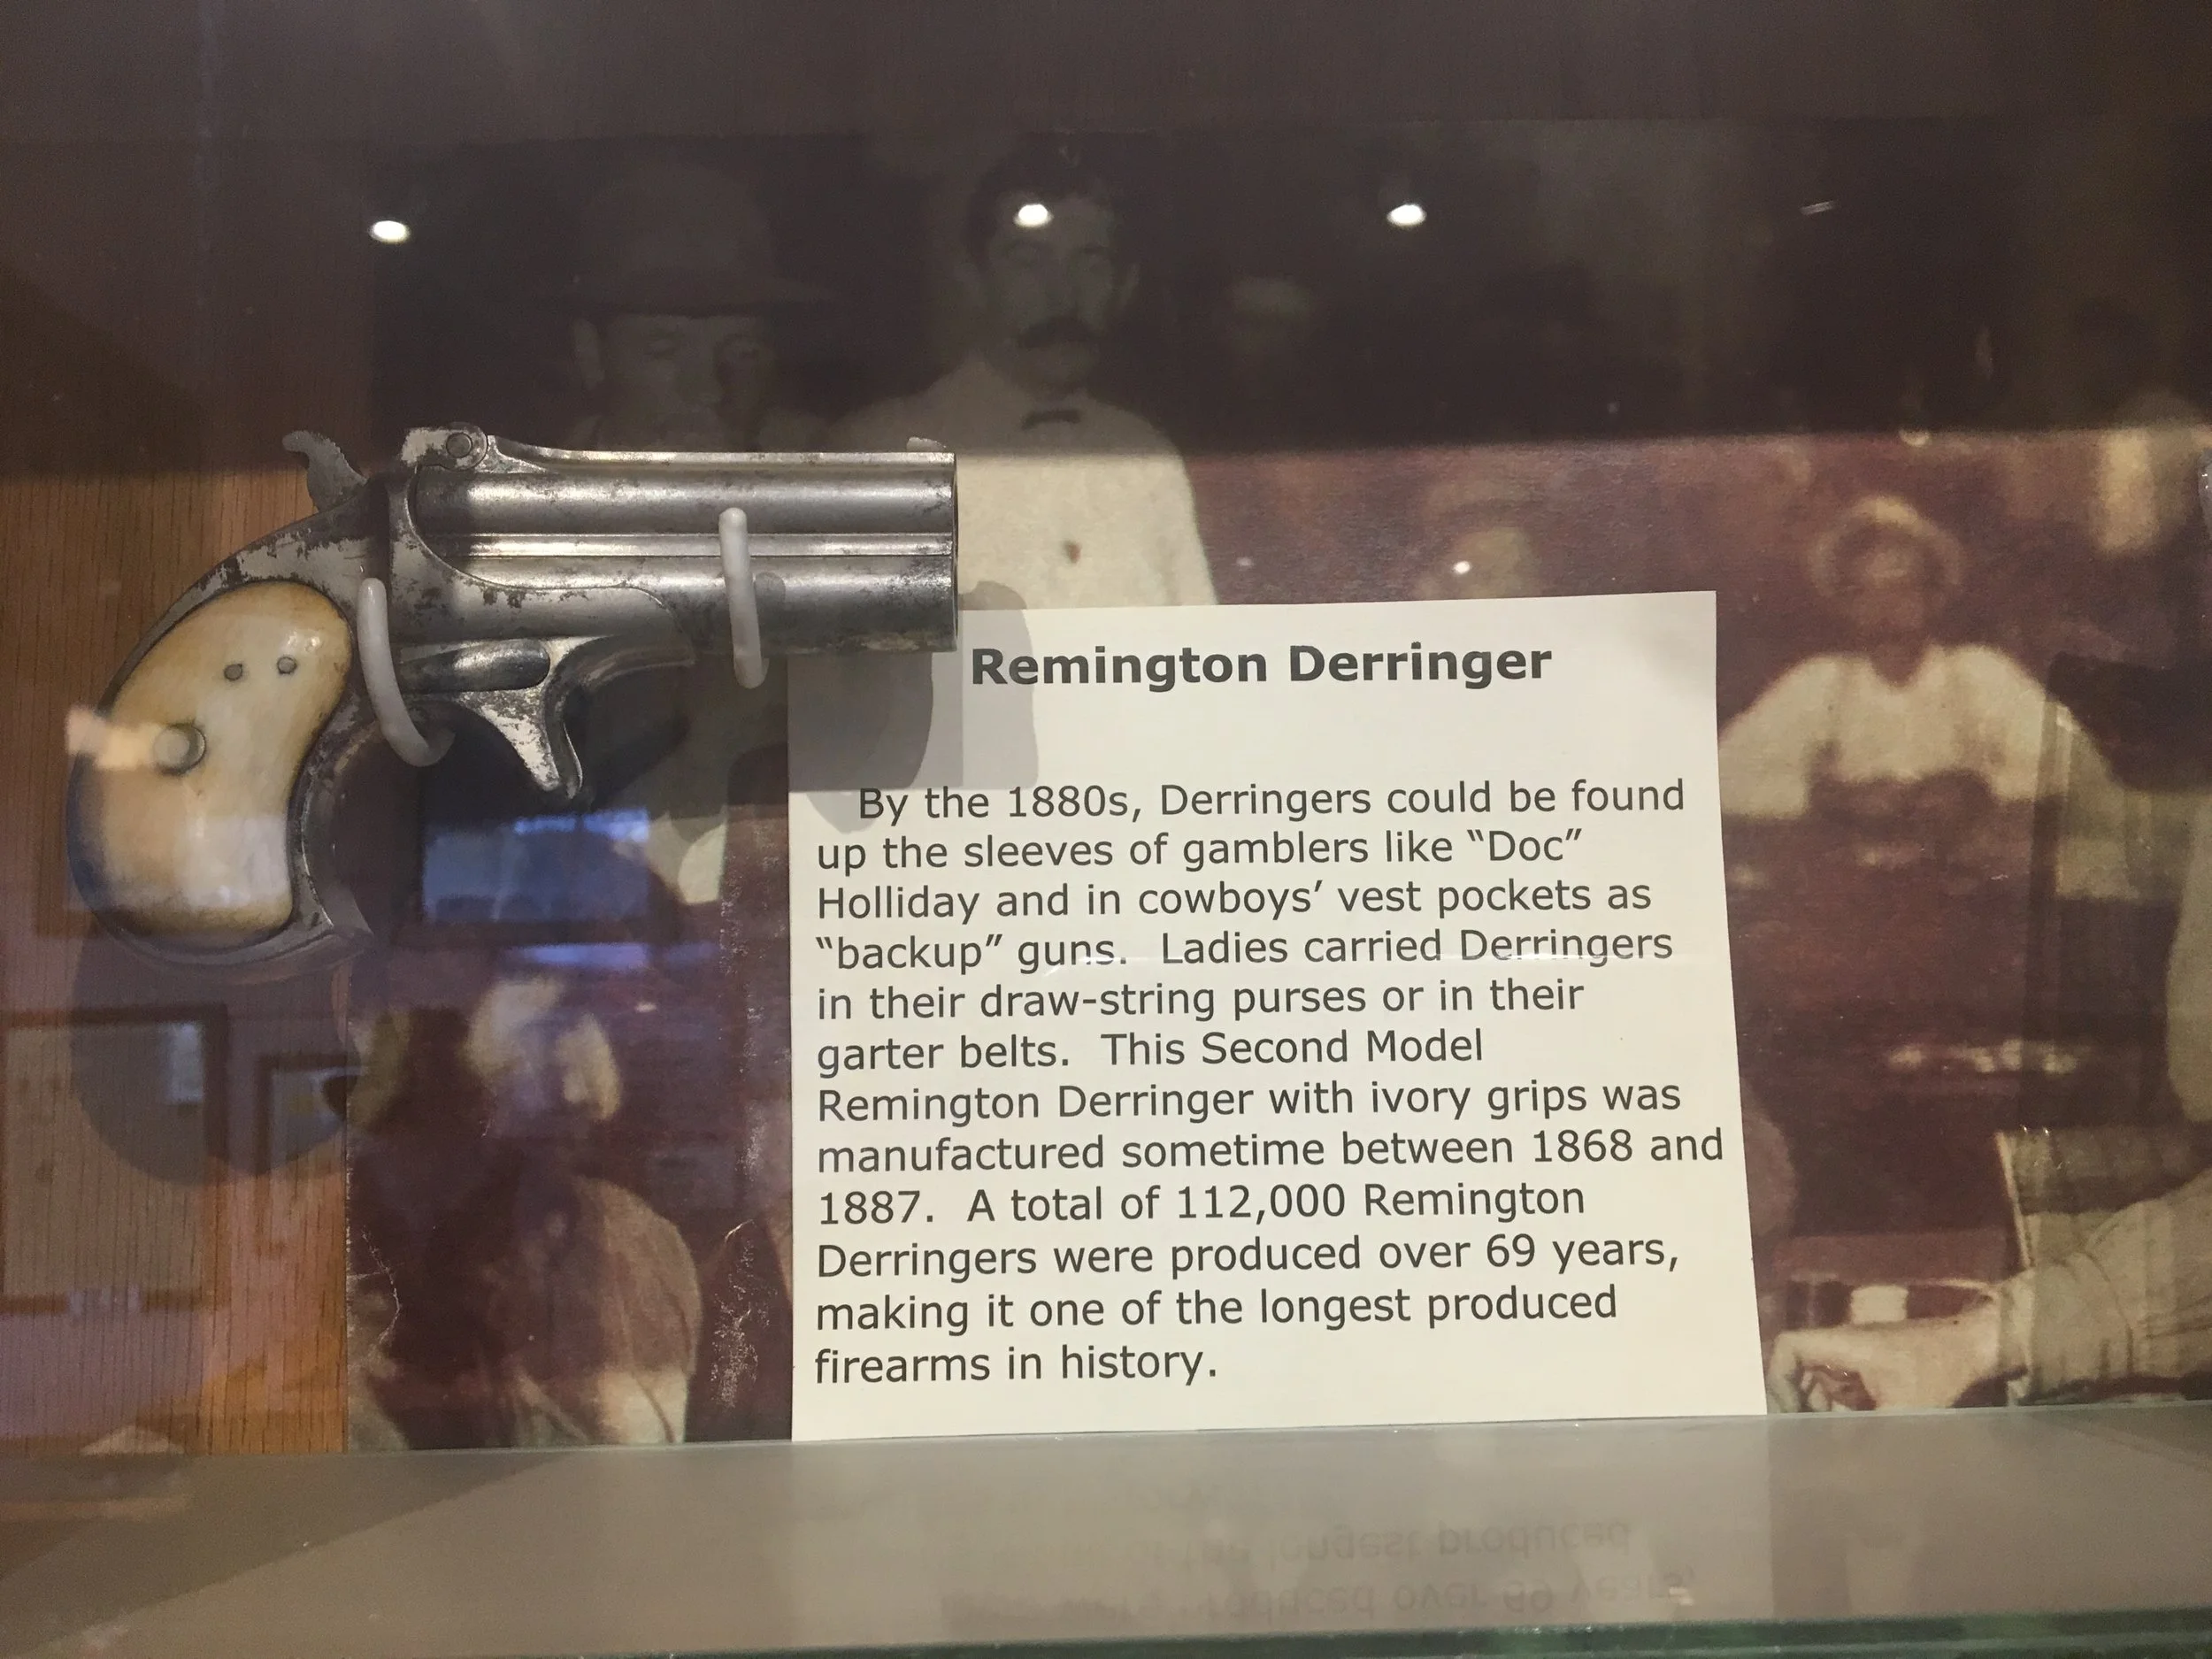 Remington Derringer
By the 1880s, Derringers could be found
up the sleeves of gamblers like “Doc”
Holliday and in cowboys’ vest pockets as
“backup” guns.  Ladies carried Derringers
in their draw-string purses or in their
garter belts.  This Second Model
Remington Derringer with ivory grips was
manufactured sometime between 1868 and
1887.  A total of 112,000 Remington
Derringers were produced over 69 years,
making it one of the longest produced
firearms in history.